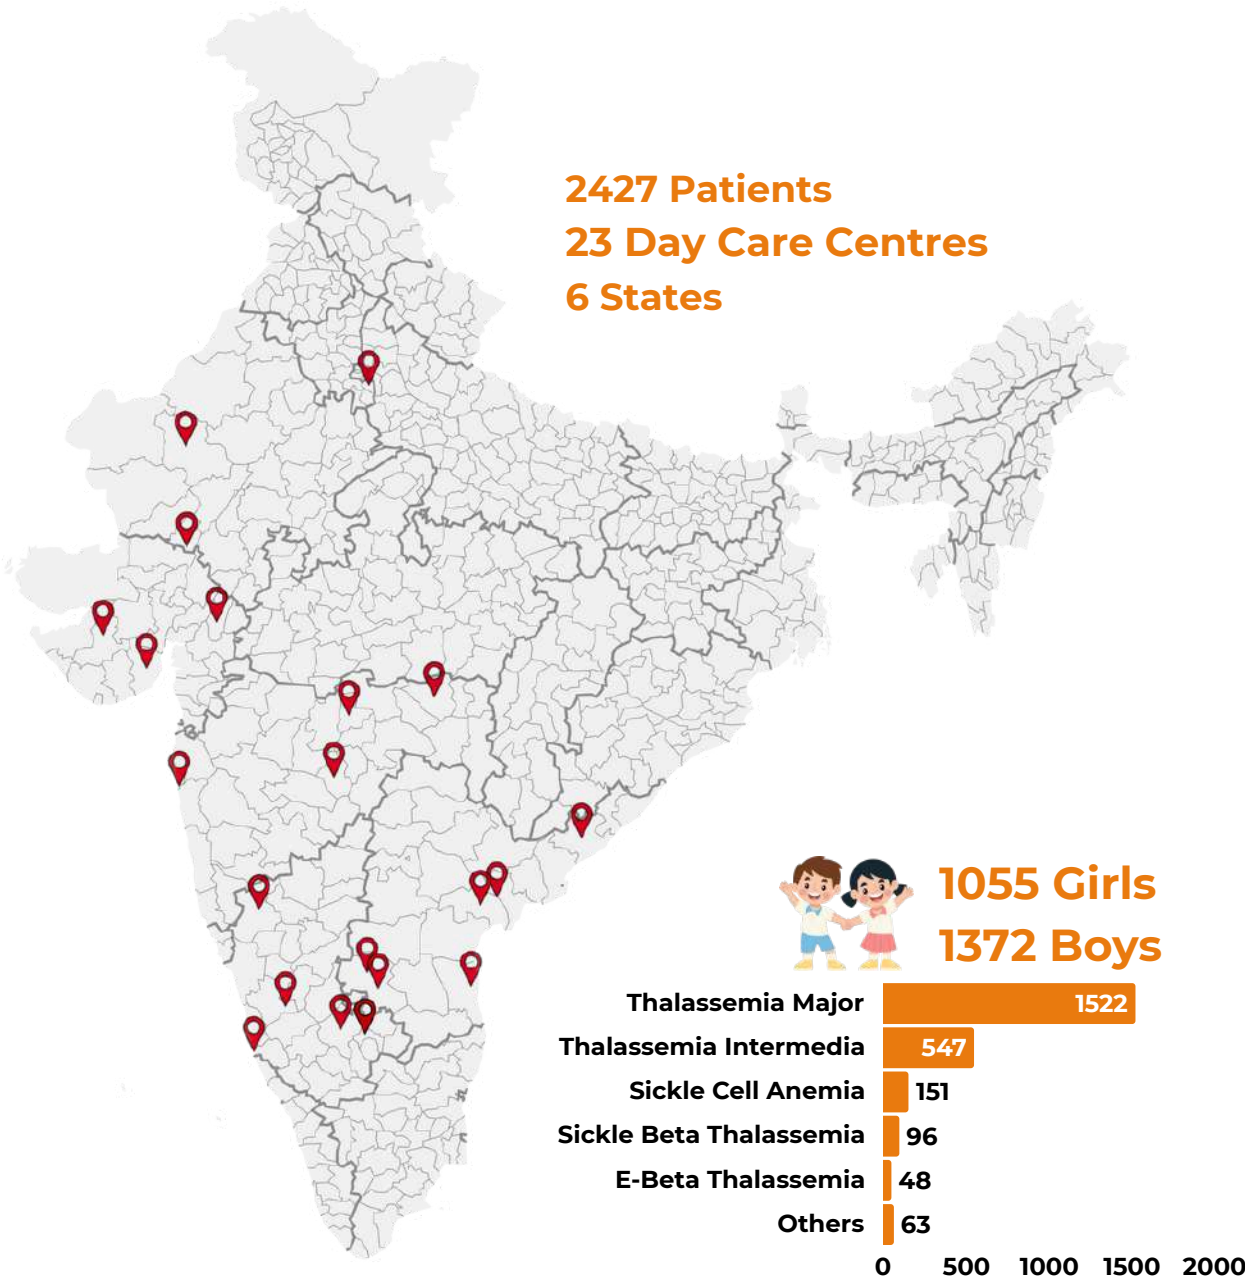 2427 Patients
23 Day Care Centres
6 States
1055 Girls
1372 Boys
Thalassemia Major 1522
Thalassemia Intermedia 547
Sickle Cell Anemia 151
Sickle Beta Thalassemia 96
E-Beta Thalassemia 48
Others 63
0 500 1000 1500 2000